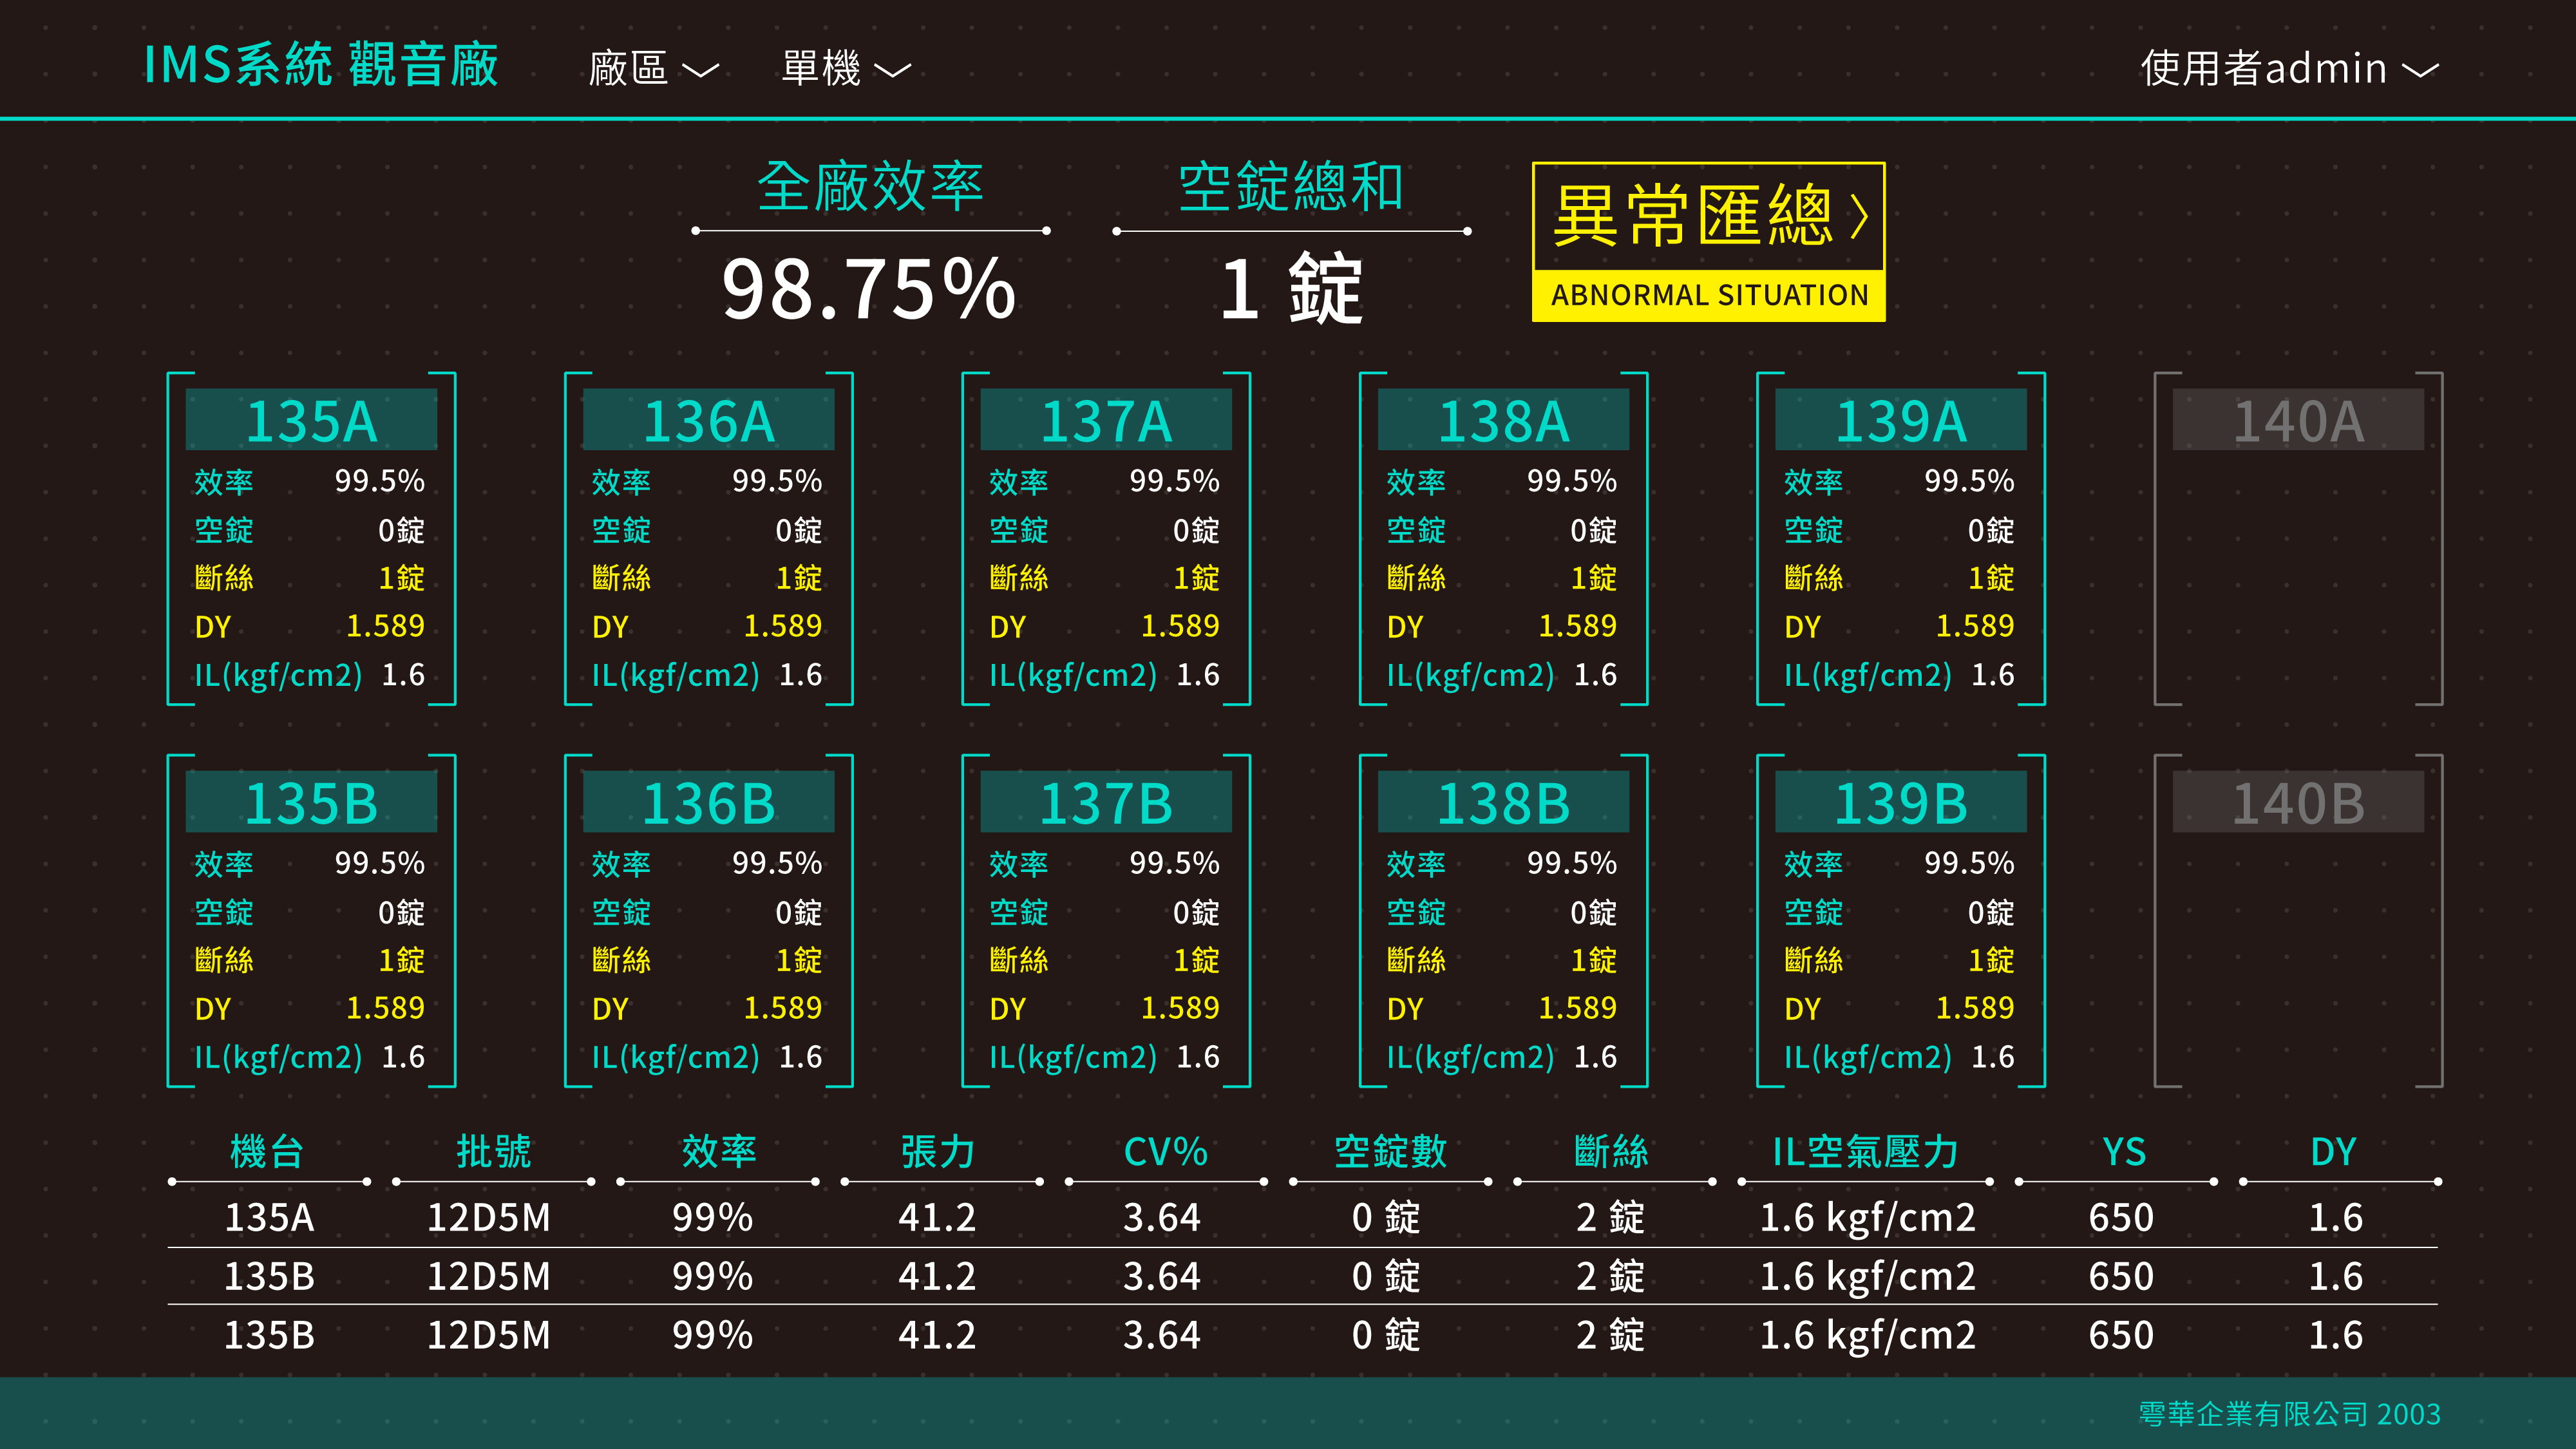 IMS系統 觀音廠 廠區 單機 使用者admin
全廠效率 空錠總和 異常匯總
98.75% 1 錠 ABNORMAL SITUATION
135A 136A 137A 138A 139A 140A
效率 99.5% 效率 99.5% 效率 99.5% 效率 99.5% 效率 99.5%
空錠 0錠 空錠 0錠 空錠 0錠 空錠 0錠 空錠 0錠
斷絲 1錠 斷絲 1錠 斷絲 1錠 斷絲 1錠 斷絲 1錠
DY 1.589 DY 1.589 DY 1.589 DY 1.589 DY 1.589
IL(kgf/cm2) 1.6 IL(kgf/cm2) 1.6 IL(kgf/cm2) 1.6 IL(kgf/cm2) 1.6 IL(kgf/cm2) 1.6
135B 136B 137B 138B 139B 140B
效率 99.5% 效率 99.5% 效率 99.5% 效率 99.5% 效率 99.5%
空錠 0錠 空錠 0錠 空錠 0錠 空錠 0錠 空錠 0錠
斷絲 1錠 斷絲 1錠 斷絲 1錠 斷絲 1錠 斷絲 1錠
DY 1.589 DY 1.589 DY 1.589 DY 1.589 DY 1.589
IL(kgf/cm2) 1.6 IL(kgf/cm2) 1.6 IL(kgf/cm2) 1.6 IL(kgf/cm2) 1.6 IL(kgf/cm2) 1.6
機台 批號 效率 張力 CV% 空錠數 斷絲 IL空氣壓力 YS DY
135A 12D5M 99% 41.2 3.64 0 錠 2 錠 1.6 kgf/cm2 650 1.6
135B 12D5M 99% 41.2 3.64 0 錠 2 錠 1.6 kgf/cm2 650 1.6
135B 12D5M 99% 41.2 3.64 0 錠 2 錠 1.6 kgf/cm2 650 1.6
雩華企業有限公司 2003